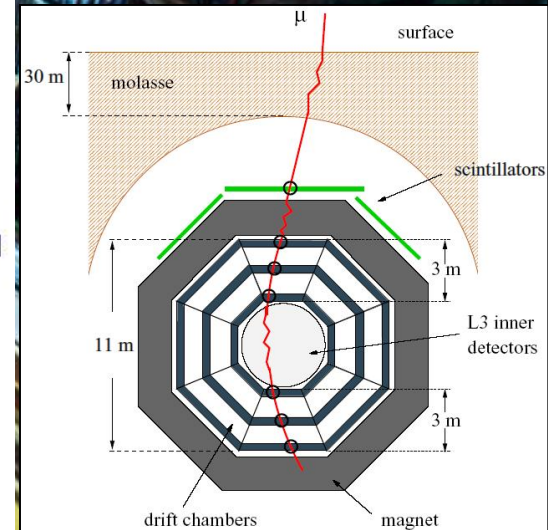 μ
surface
30 m
molasse
scintillators
3 m
11 m
L3 inner
detectors
3 m
drift chambers
magnet